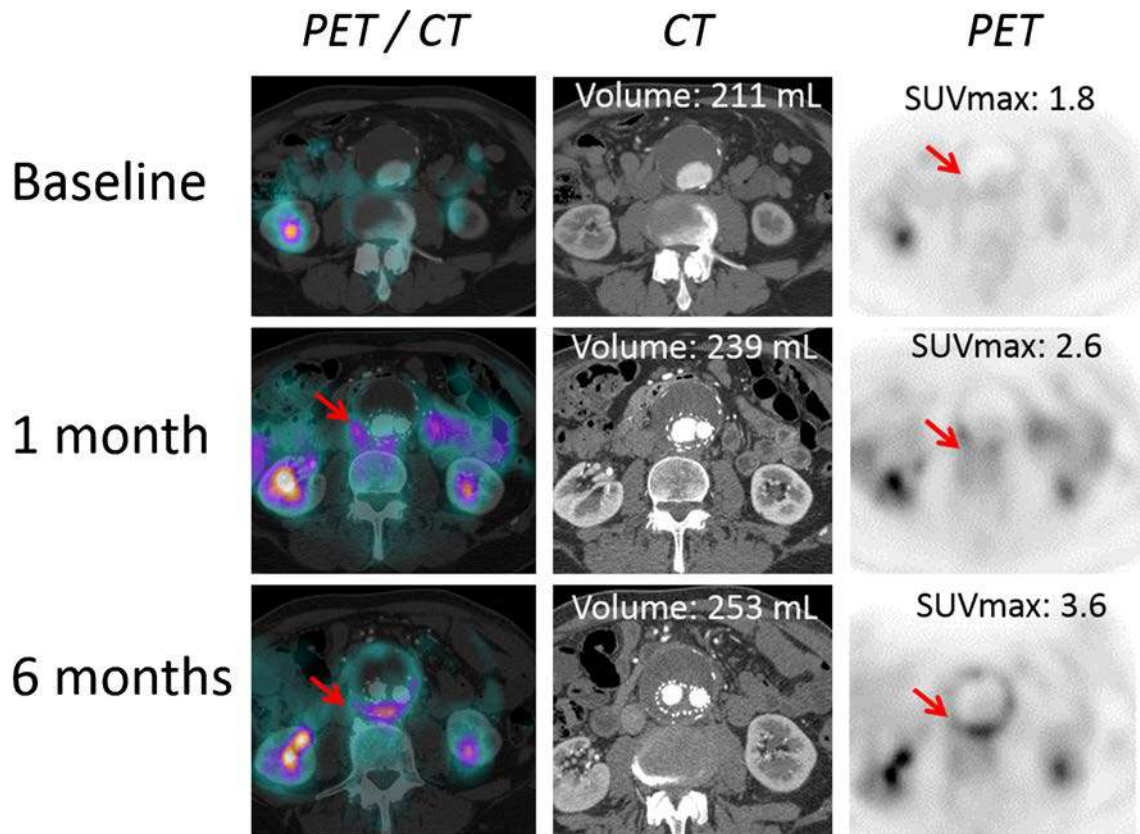 PET / CT CT PET
Baseline
Volume: 211 mL
SUVmax: 1.8
1 month
Volume: 239 mL
SUVmax: 2.6
6 months
Volume: 253 mL
SUVmax: 3.6